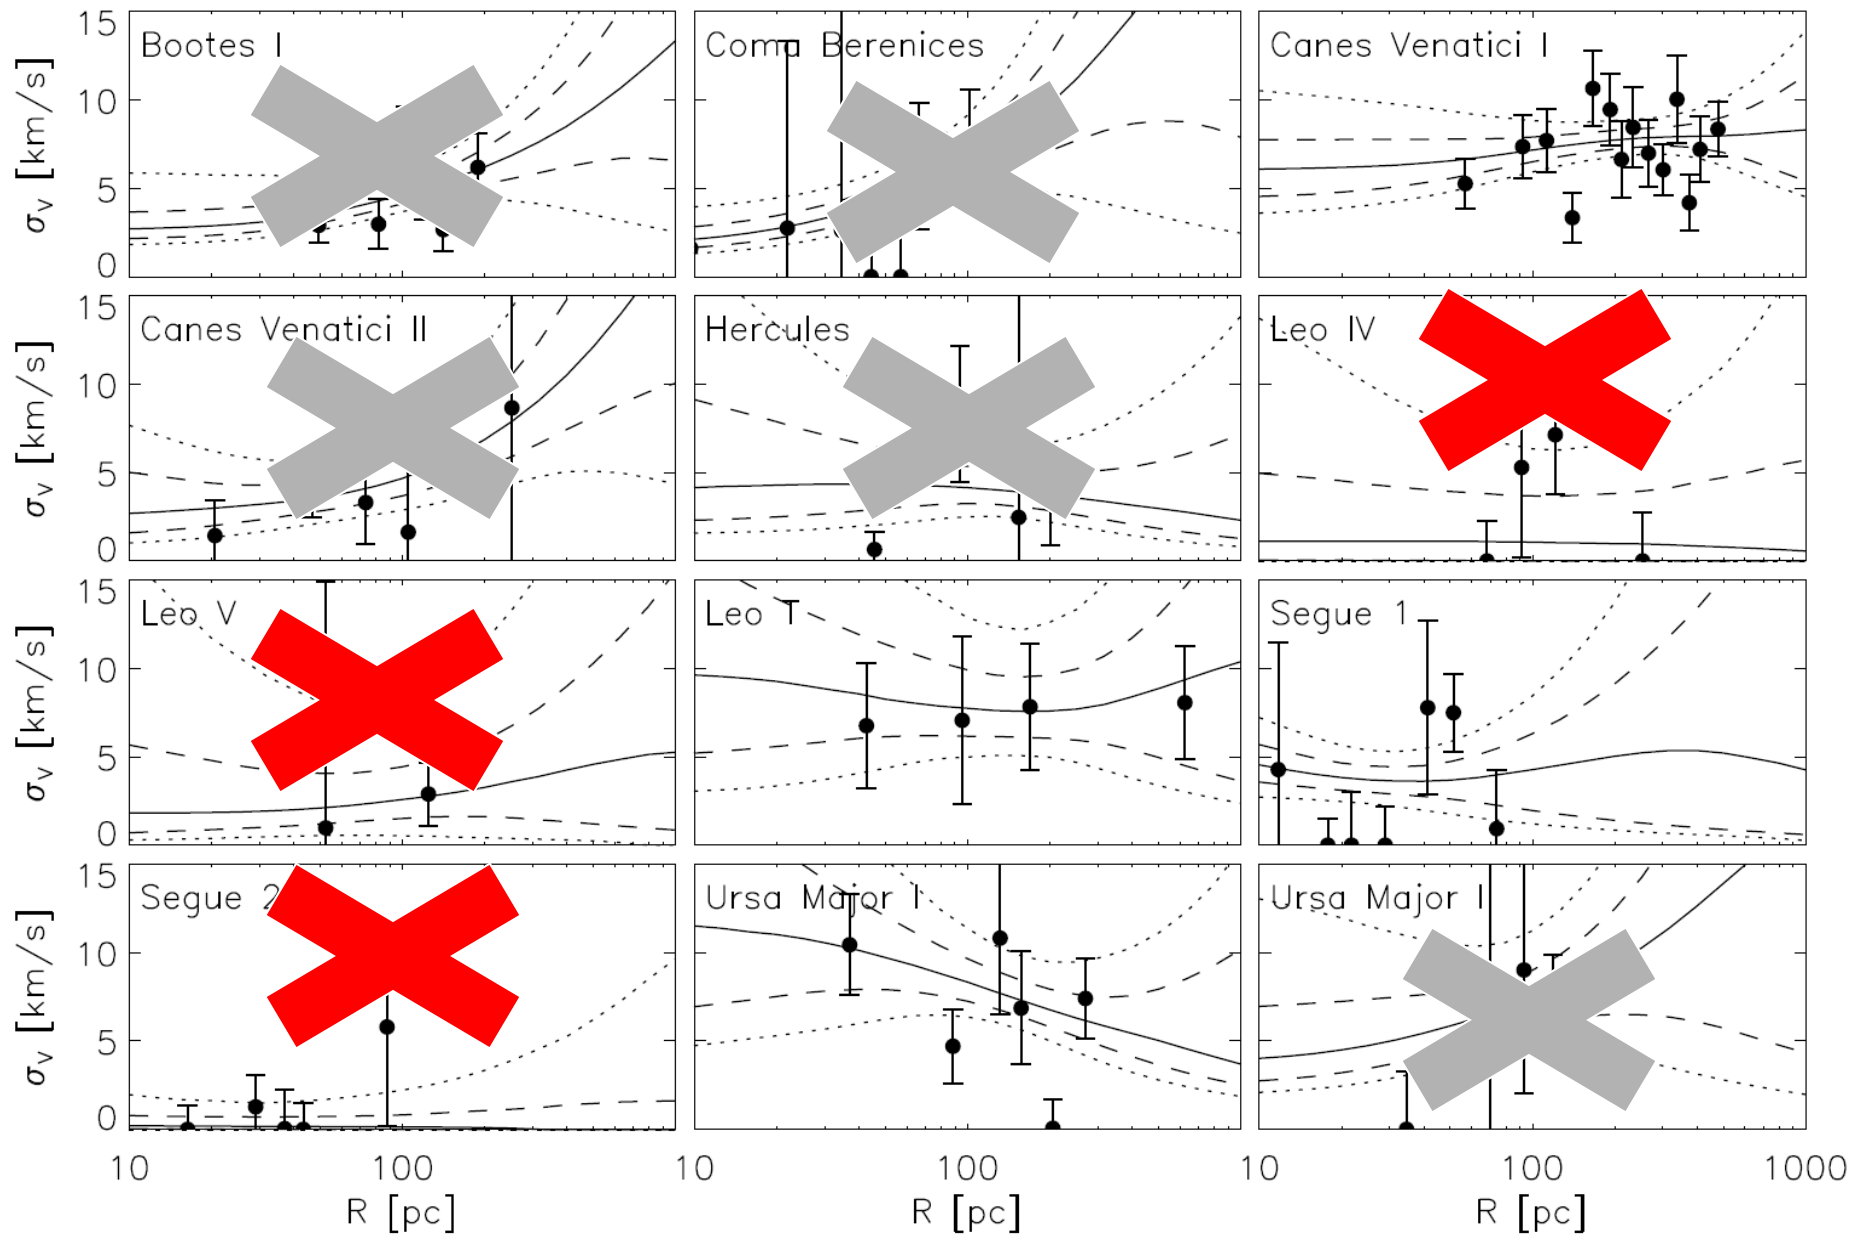 15 Bootes I Coma Berenices Canes Venatici I
10
5
0
σv [km/s]
15 Canes Venatici II Hercules Leo IV
10
5
0
σv [km/s]
15 Leo V Leo T Segue 1
10
5
0
σv [km/s]
15 Segue 2 Ursa Major I Ursa Major I
10
5
0
σv [km/s]
10 100 10 100 10 100 1000
R [pc] R [pc] R [pc]